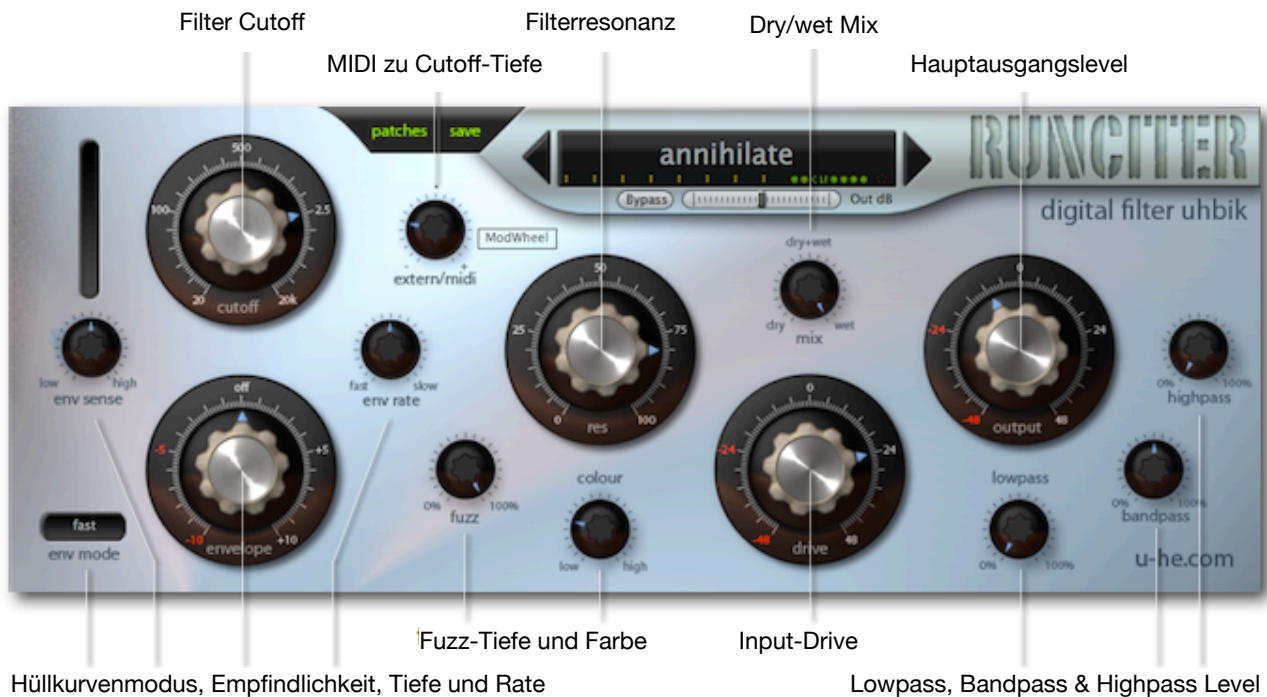 Filter Cutoff
Filterresonanz
Dry/wet Mix
MIDI zu Cutoff-Tiefe
Hauptausgangslevel
patches save
annihilate
RUNCITER
Bypass
Out dB
digital filter uhbik
500
100
2.5
20
20k
cutoff
ModWheel
-
+
extern/midi
dry+wet
dry
wet
mix
50
25
75
0
100
res
0
-24
24
-48
48
output
0%
100%
highpass
low
high
env sense
fast
slow
env rate
off
-5
+5
-10
+10
envelope
fast
env mode
0%
100%
fuzz
colour
low
high
0
-24
24
-48
48
drive
lowpass
0%
100%
0%
100%
bandpass
u-he.com
Fuzz-Tiefe und Farbe
Input-Drive
Hüllkurvenmodus, Empfindlichkeit, Tiefe und Rate
Lowpass, Bandpass & Highpass Level